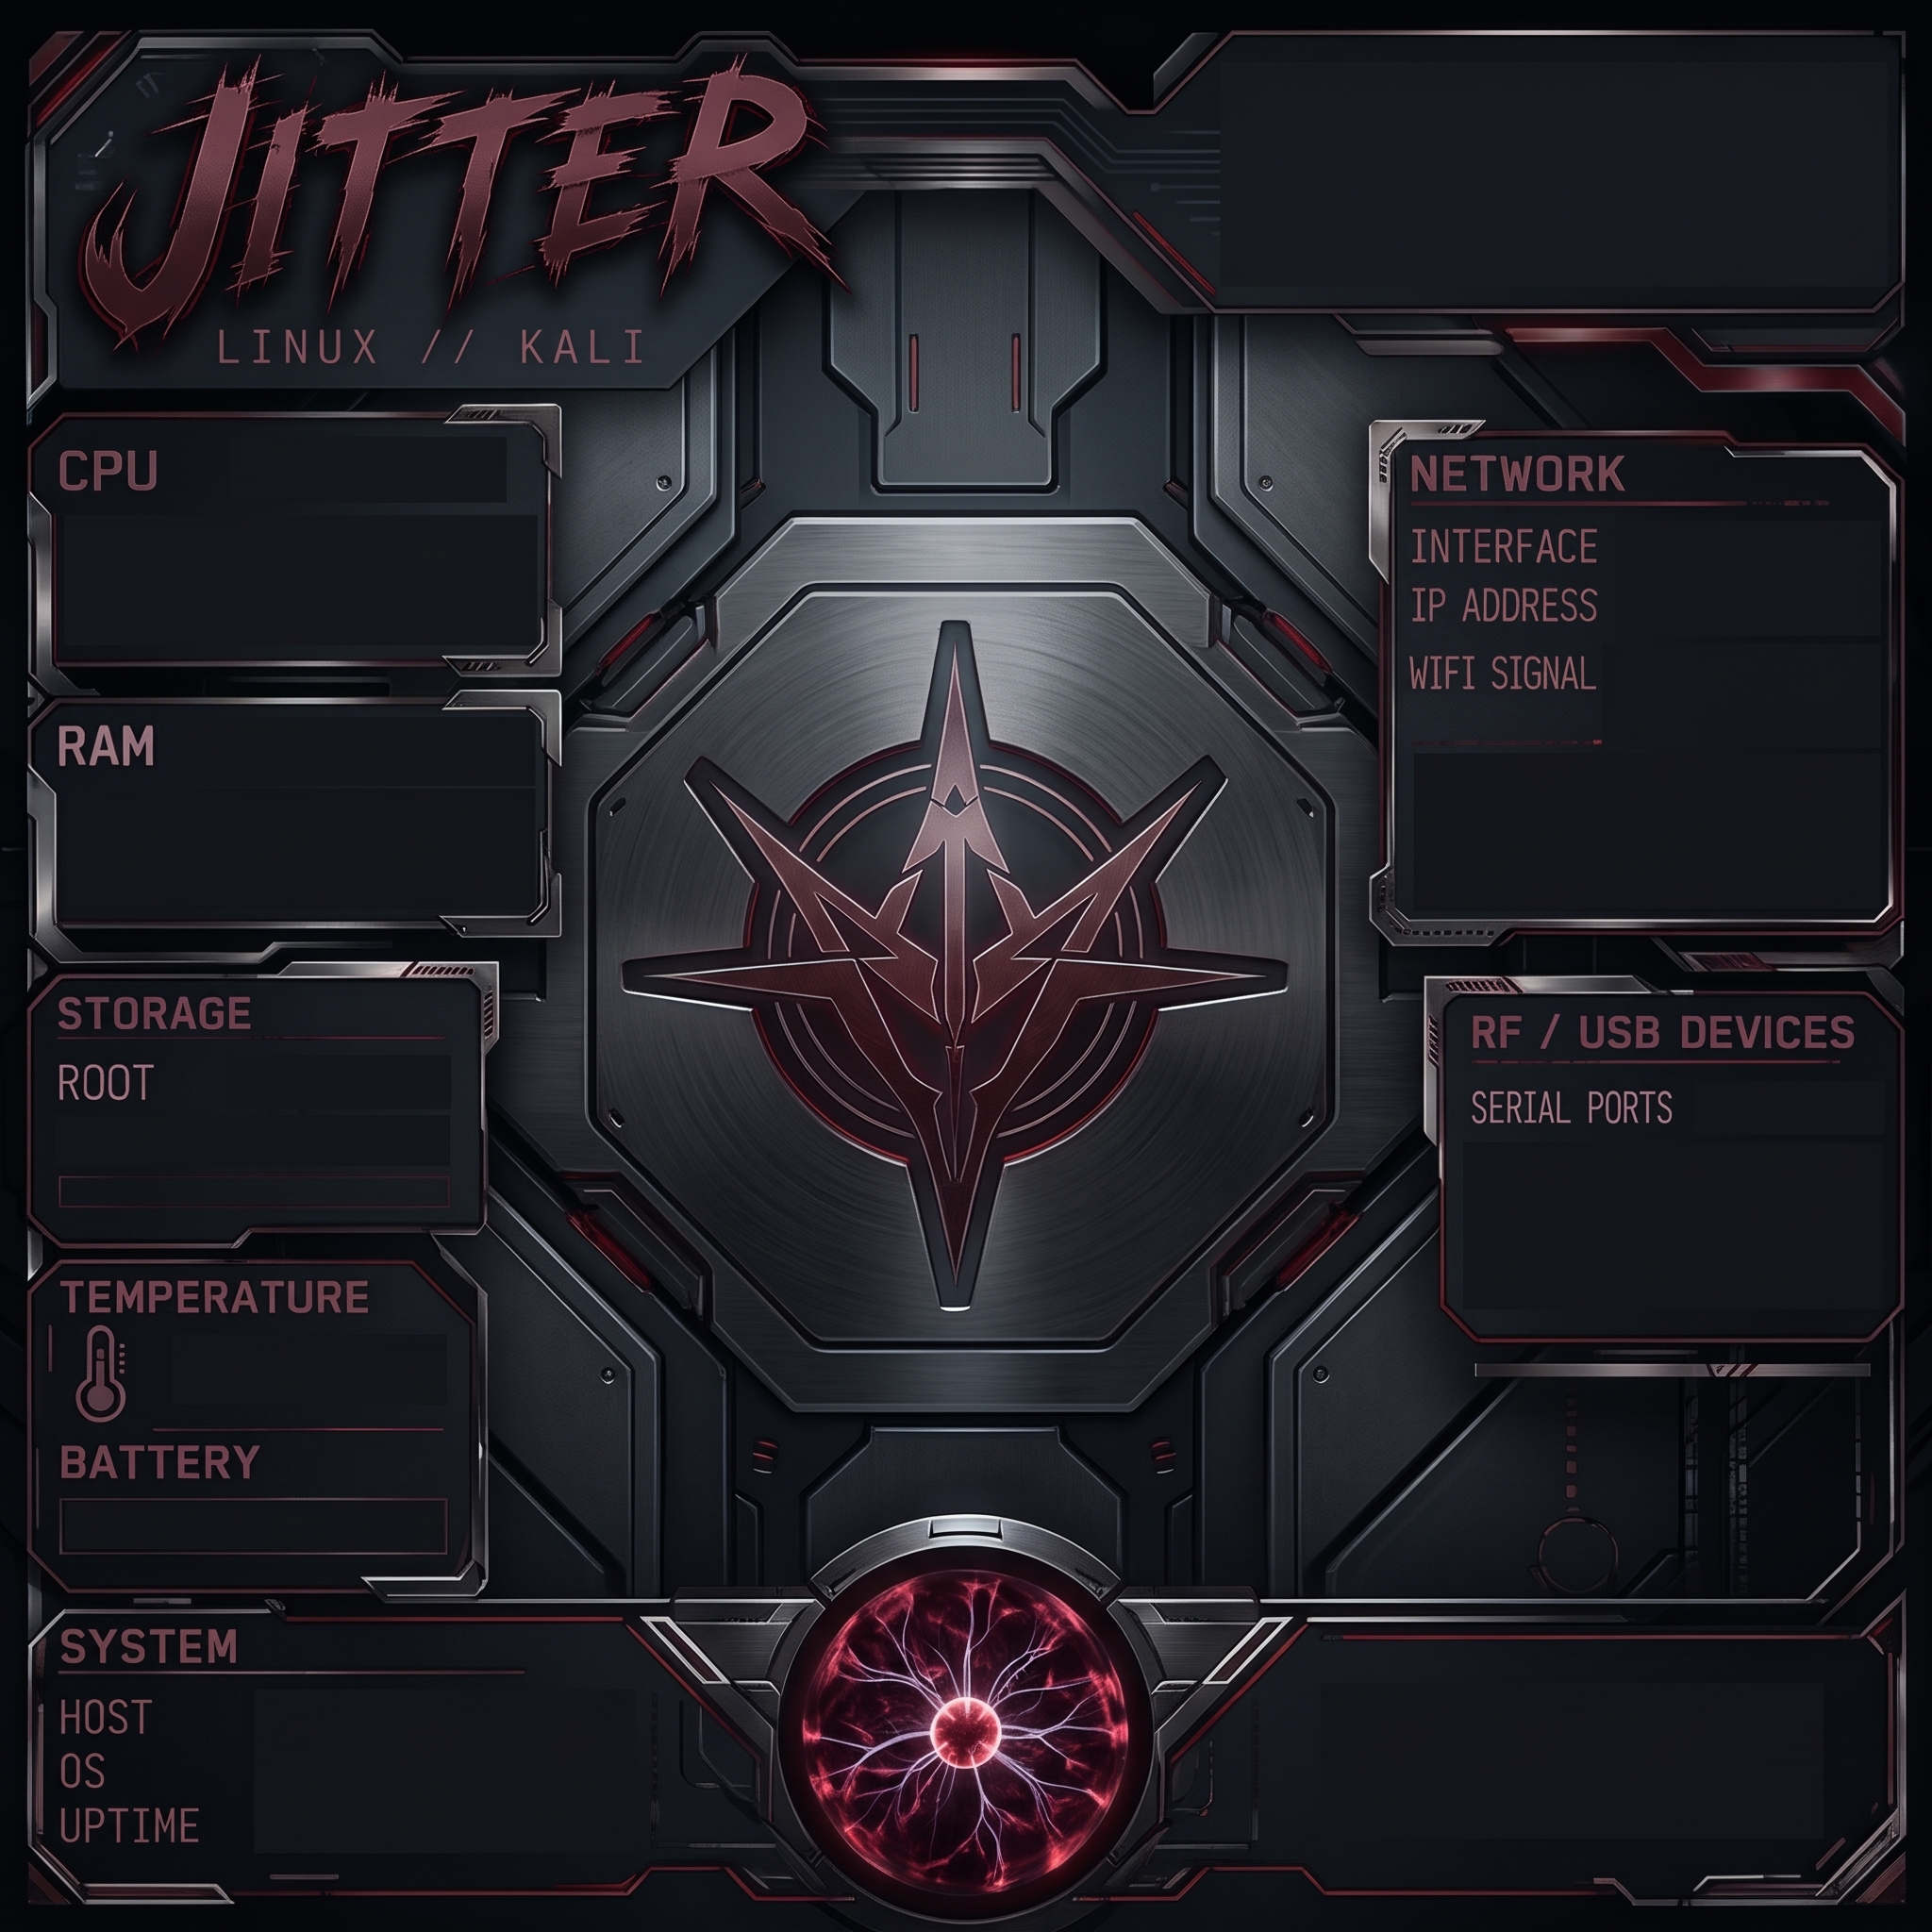 JITTER
LINUX // KALI
CPU
RAM
STORAGE
ROOT
TEMPERATURE
BATTERY
SYSTEM
HOST
OS
UPTIME
NETWORK
INTERFACE
IP ADDRESS
WIFI SIGNAL
RF / USB DEVICES
SERIAL PORTS